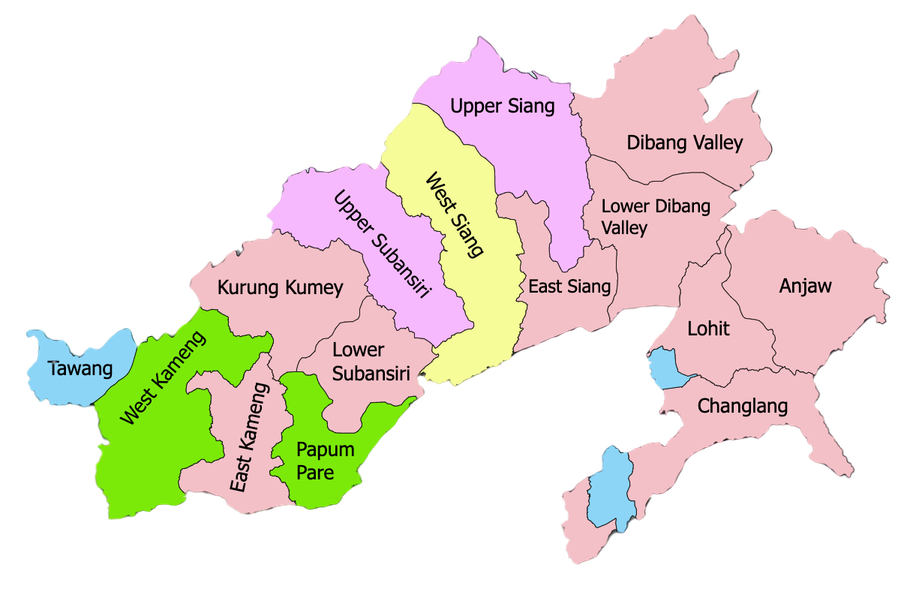 Upper Siang
Dibang Valley
West Siang
Upper Subansiri
Lower Dibang
Valley
Kurung Kumey
East Siang
Anjaw
Lohit
Tawang
West Kameng
Lower
Subansiri
East Kameng
Changlang
Papum
Pare